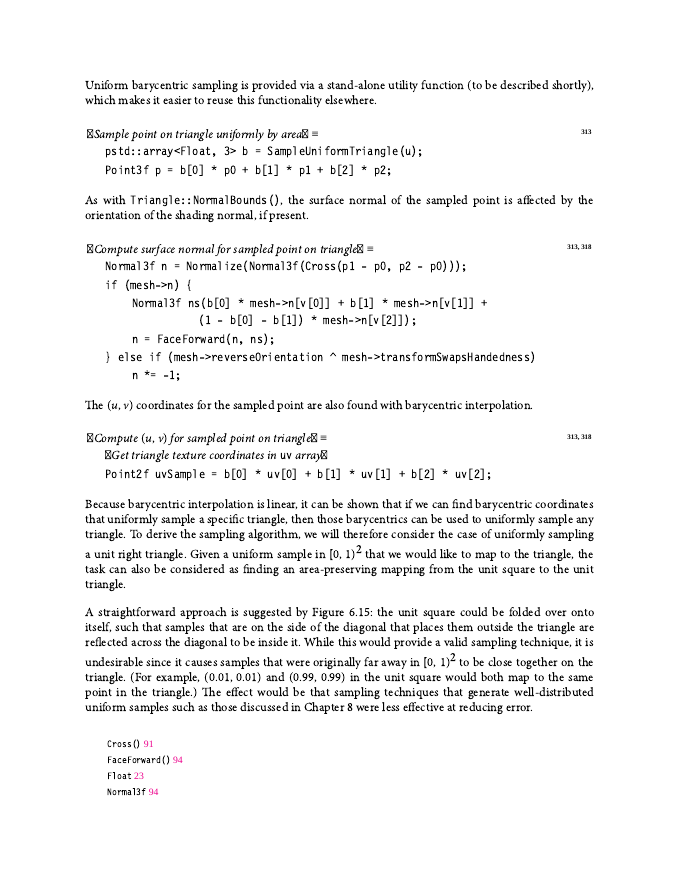 Uniform barycentric sampling is provided via a stand-alone utility function (to be described shortly),
which makes it easier to reuse this functionality elsewhere.
〈Sample point on triangle uniformly by area〉 ≡ 313
pstd::array<Float, 3> b = SampleUniformTriangle(u);
Point3f p = b[0] * p0 + b[1] * p1 + b[2] * p2;
As with Triangle::NormalBounds(), the surface normal of the sampled point is affected by the
orientation of the shading normal, if present.
〈Compute surface normal for sampled point on triangle〉 ≡ 313, 318
Normal3f n = Normalize(Normal3f(Cross(p1 - p0, p2 - p0)));
if (mesh->n) {
Normal3f ns(b[0] * mesh->n[v[0]] + b[1] * mesh->n[v[1]] +
(1 - b[0] - b[1]) * mesh->n[v[2]]);
n = FaceForward(n, ns);
} else if (mesh->reverseOrientation ^ mesh->transformSwapsHandedness)
n *= -1;
The (u, v) coordinates for the sampled point are also found with barycentric interpolation.
〈Compute (u, v) for sampled point on triangle〉 ≡ 313, 318
〈Get triangle texture coordinates in uv array〉
Point2f uvSample = b[0] * uv[0] + b[1] * uv[1] + b[2] * uv[2];
Because barycentric interpolation is linear, it can be shown that if we can find barycentric coordinates
that uniformly sample a specific triangle, then those barycentrics can be used to uniformly sample any
triangle. To derive the sampling algorithm, we will therefore consider the case of uniformly sampling
a unit right triangle. Given a uniform sample in [0, 1)² that we would like to map to the triangle, the
task can also be considered as finding an area-preserving mapping from the unit square to the unit
triangle.
A straightforward approach is suggested by Figure 6.15: the unit square could be folded over onto
itself, such that samples that are on the side of the diagonal that places them outside the triangle are
reflected across the diagonal to be inside it. While this would provide a valid sampling technique, it is
undesirable since it causes samples that were originally far away in [0, 1)² to be close together on the
triangle. (For example, (0.01, 0.01) and (0.99, 0.99) in the unit square would both map to the same
point in the triangle.) The effect would be that sampling techniques that generate well-distributed
uniform samples such as those discussed in Chapter 8 were less effective at reducing error.
Cross() 91
FaceForward() 94
Float 23
Normal3f 94